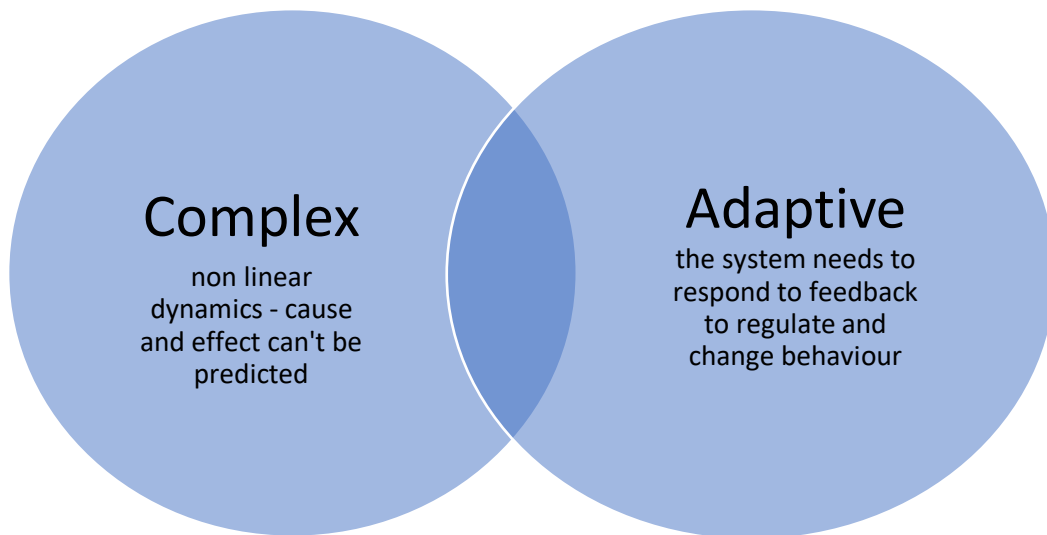 Complex
non linear
dynamics - cause
and effect can't be
predicted
Adaptive
the system needs to
respond to feedback
to regulate and
change behaviour